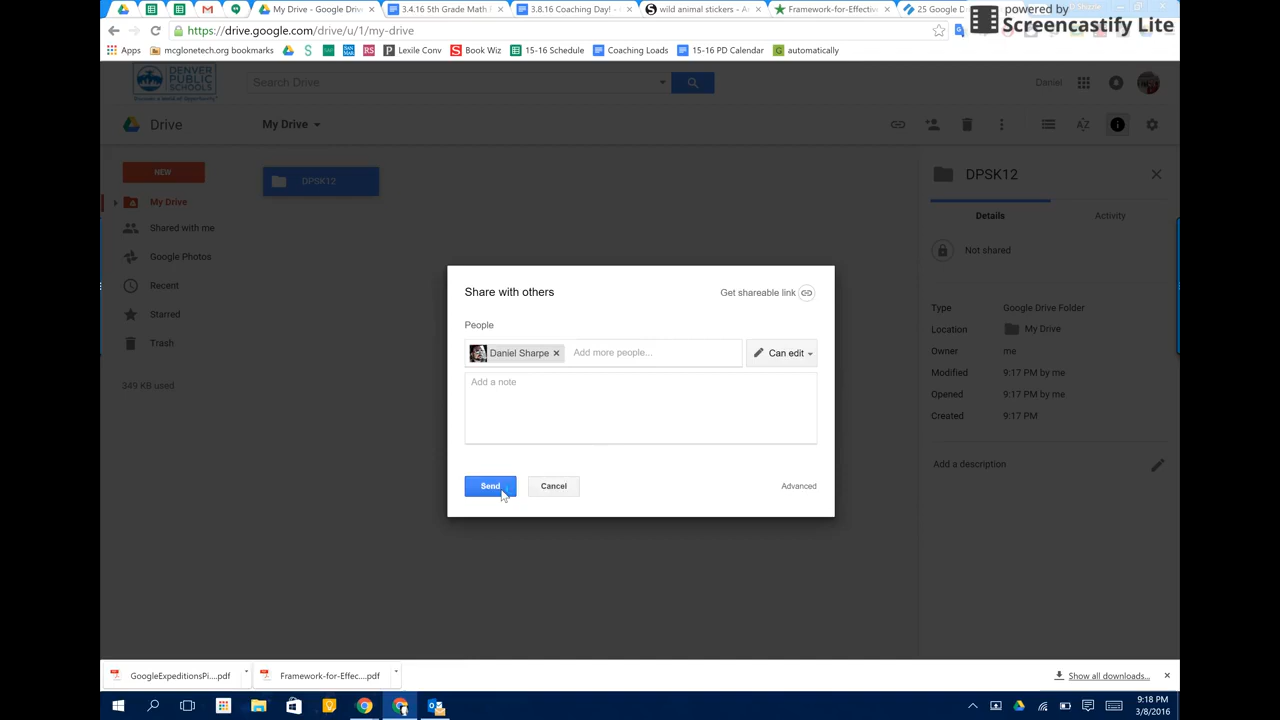 My Drive - Google Driv
3.4.16 5th Grade Math F
3.8.16 Coaching Day! -
wild animal stickers - A
Framework-for-Effective
25 Google D
powered by
Screencastify Lite
https://drive.google.com/drive/u/1/my-drive
Apps
mcglonetech.org bookmarks
Lexile Conv
Book Wiz
15-16 Schedule
Coaching Loads
15-16 PD Calendar
automatically
DENVER
PUBLIC
SCHOOLS
Discover a World of Opportunity
Search Drive
Daniel
Drive
My Drive
NEW
My Drive
Shared with me
Google Photos
Recent
Starred
Trash
349 KB used
DPSK12
Share with others
Get shareable link
People
Daniel Sharpe
Add more people...
Can edit
Add a note
Send
Cancel
Advanced
DPSK12
Details
Activity
Not shared
Type
Google Drive Folder
Location
My Drive
Owner
me
Modified
9:17 PM by me
Opened
9:17 PM by me
Created
9:17 PM
Add a description
GoogleExpeditionsPi....pdf
Framework-for-Effec....pdf
Show all downloads...
9:18 PM
3/8/2016